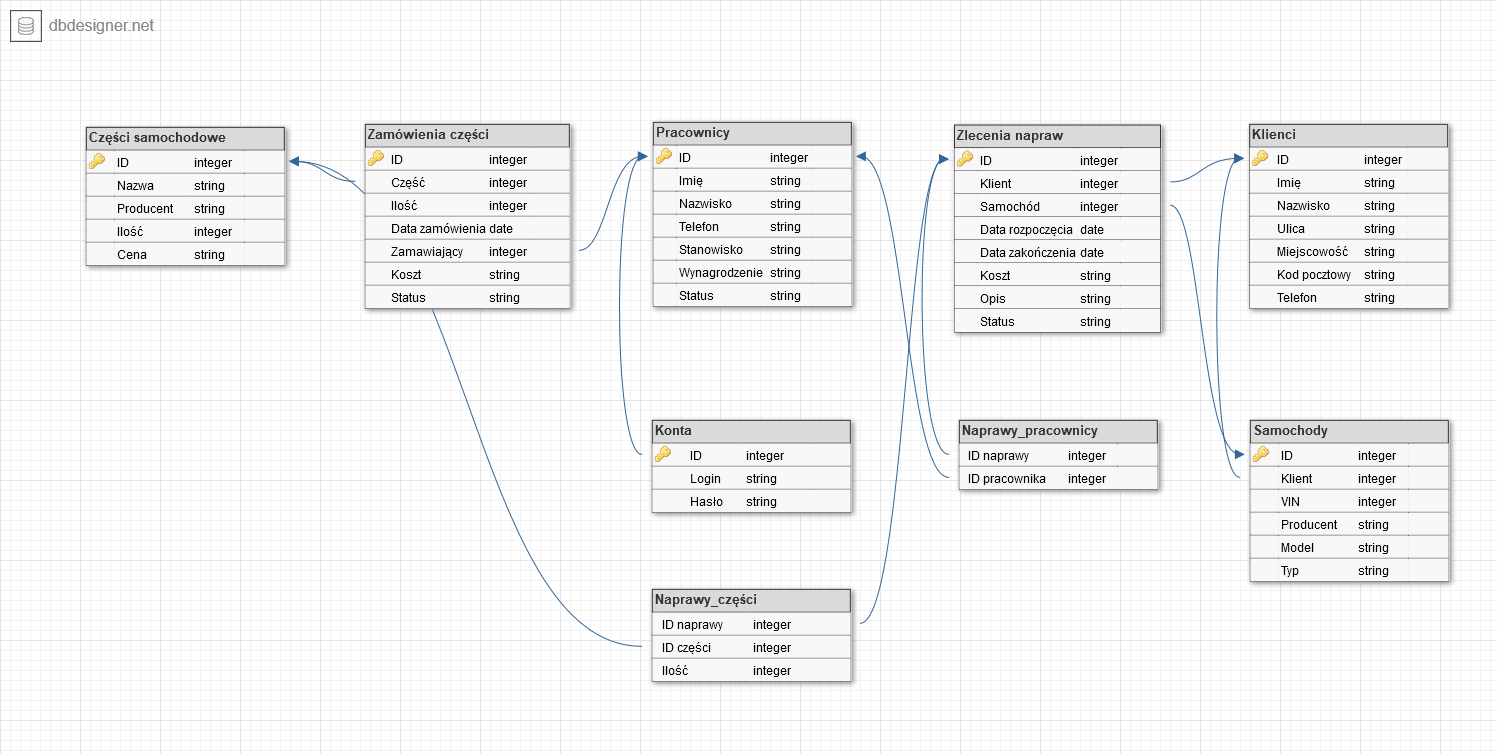 dbdesigner.net
Części samochodowe
ID integer
Nazwa string
Producent string
Ilość integer
Cena string
Zamówienia części
ID integer
Część integer
Ilość integer
Data zamówienia date
Zamawiający integer
Koszt string
Status string
Pracownicy
ID integer
Imię string
Nazwisko string
Telefon string
Stanowisko string
Wynagrodzenie string
Status string
Zlecenia napraw
ID integer
Klient integer
Samochód integer
Data rozpoczęcia date
Data zakończenia date
Koszt string
Opis string
Status string
Klienci
ID integer
Imię string
Nazwisko string
Ulica string
Miejscowość string
Kod pocztowy string
Telefon string
Konta
ID integer
Login string
Hasło string
Naprawy_pracownicy
ID naprawy integer
ID pracownika integer
Samochody
ID integer
Klient integer
VIN integer
Producent string
Model string
Typ string
Naprawy_części
ID naprawy integer
ID części integer
Ilość integer